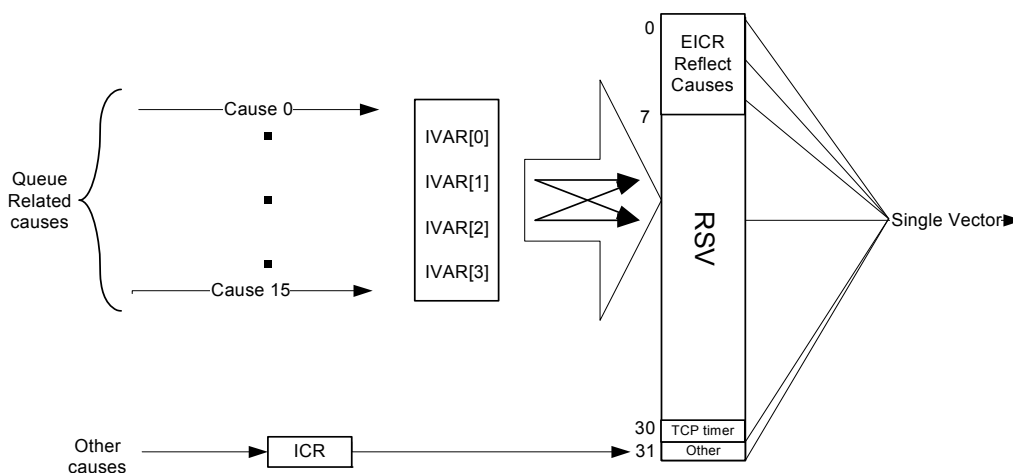 0
EICR
Reflect
Causes
7
Cause 0
Queue
Related
causes
IVAR[0]
IVAR[1]
IVAR[2]
IVAR[3]
RSV
Single Vector
Cause 15
30
TCP timer
31
Other
Other
causes
ICR